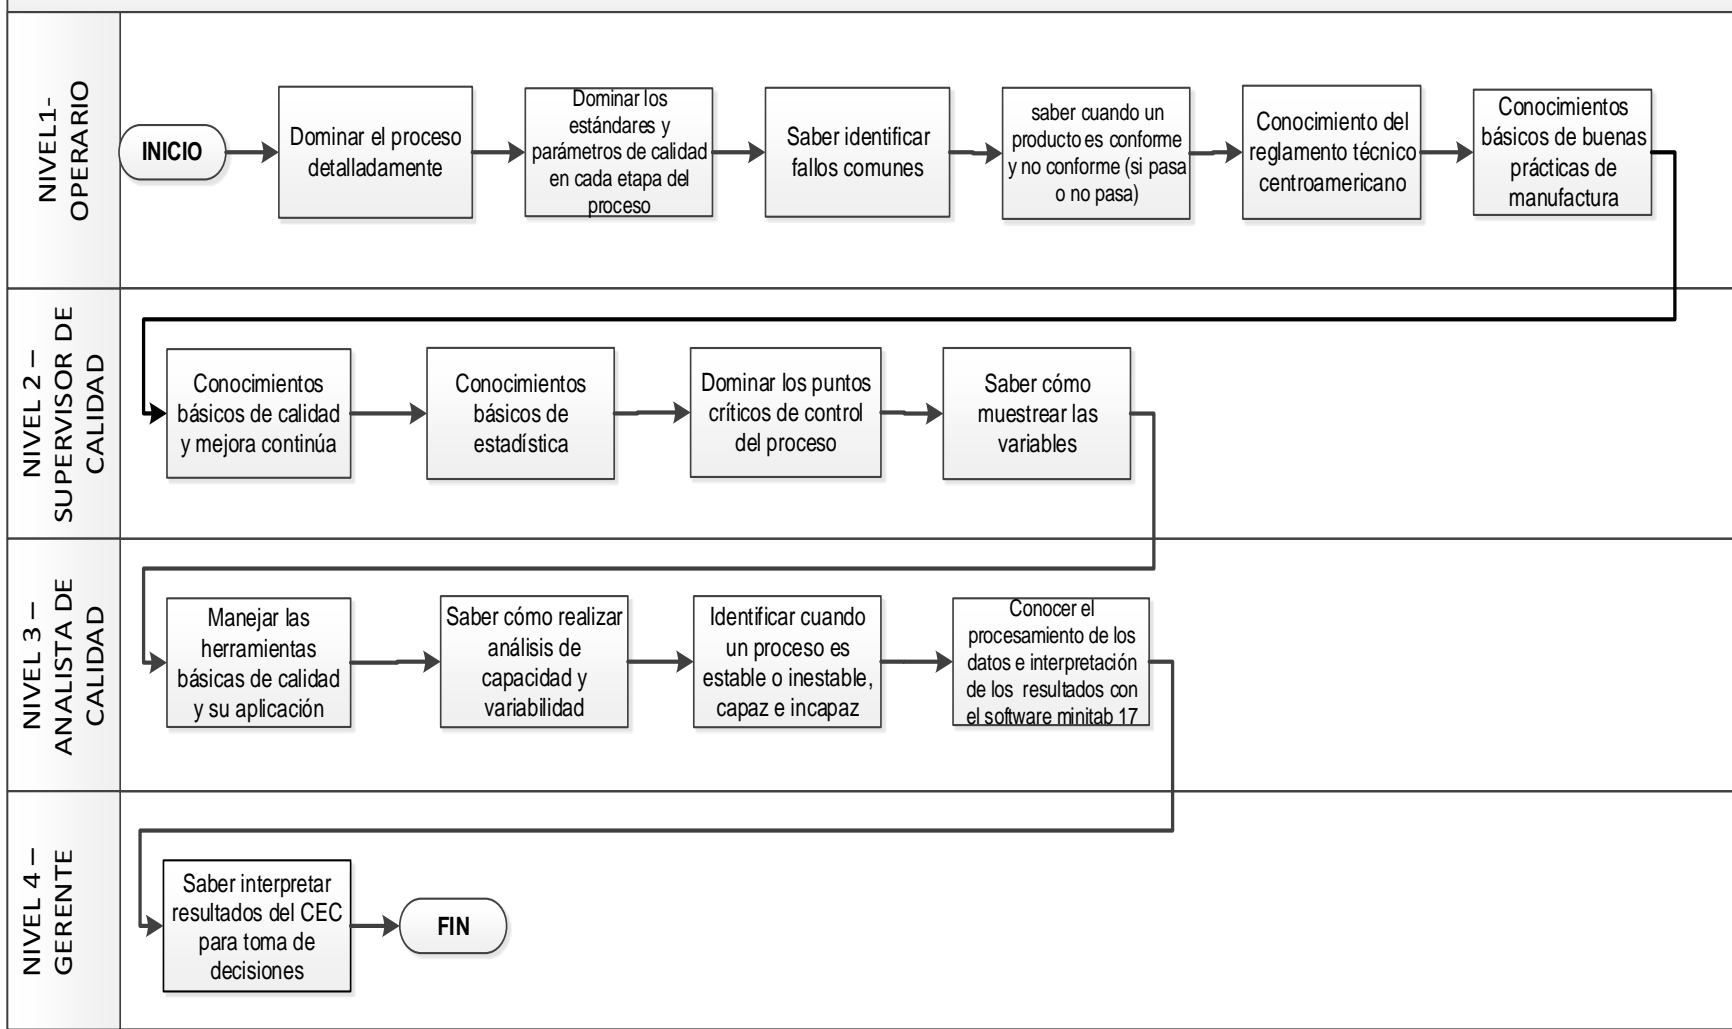 NIVEL1-
OPERARIO
INICIO
Dominar el proceso
detalladamente
Dominar los
estándares y
parámetros de calidad
en cada etapa del
proceso
Saber identificar
fallos comunes
saber cuando un
producto es conforme
y no conforme (si pasa
o no pasa)
Conocimiento del
reglamento técnico
centroamericano
Conocimientos
básicos de buenas
prácticas de
manufactura
NIVEL 2 –
SUPERVISOR DE
CALIDAD
Conocimientos
básicos de calidad
y mejora continúa
Conocimientos
básicos de
estadística
Dominar los puntos
críticos de control
del proceso
Saber cómo
muestrear las
variables
NIVEL 3 –
ANALISTA DE
CALIDAD
Manejar las
herramientas
básicas de calidad
y su aplicación
Saber cómo realizar
análisis de
capacidad y
variabilidad
Identificar cuando
un proceso es
estable o inestable,
capaz e incapaz
Conocer el
procesamiento de los
datos e interpretación
de los resultados con
el software minitab 17
NIVEL 4 –
GERENTE
Saber interpretar
resultados del CEC
para toma de
decisiones
FIN